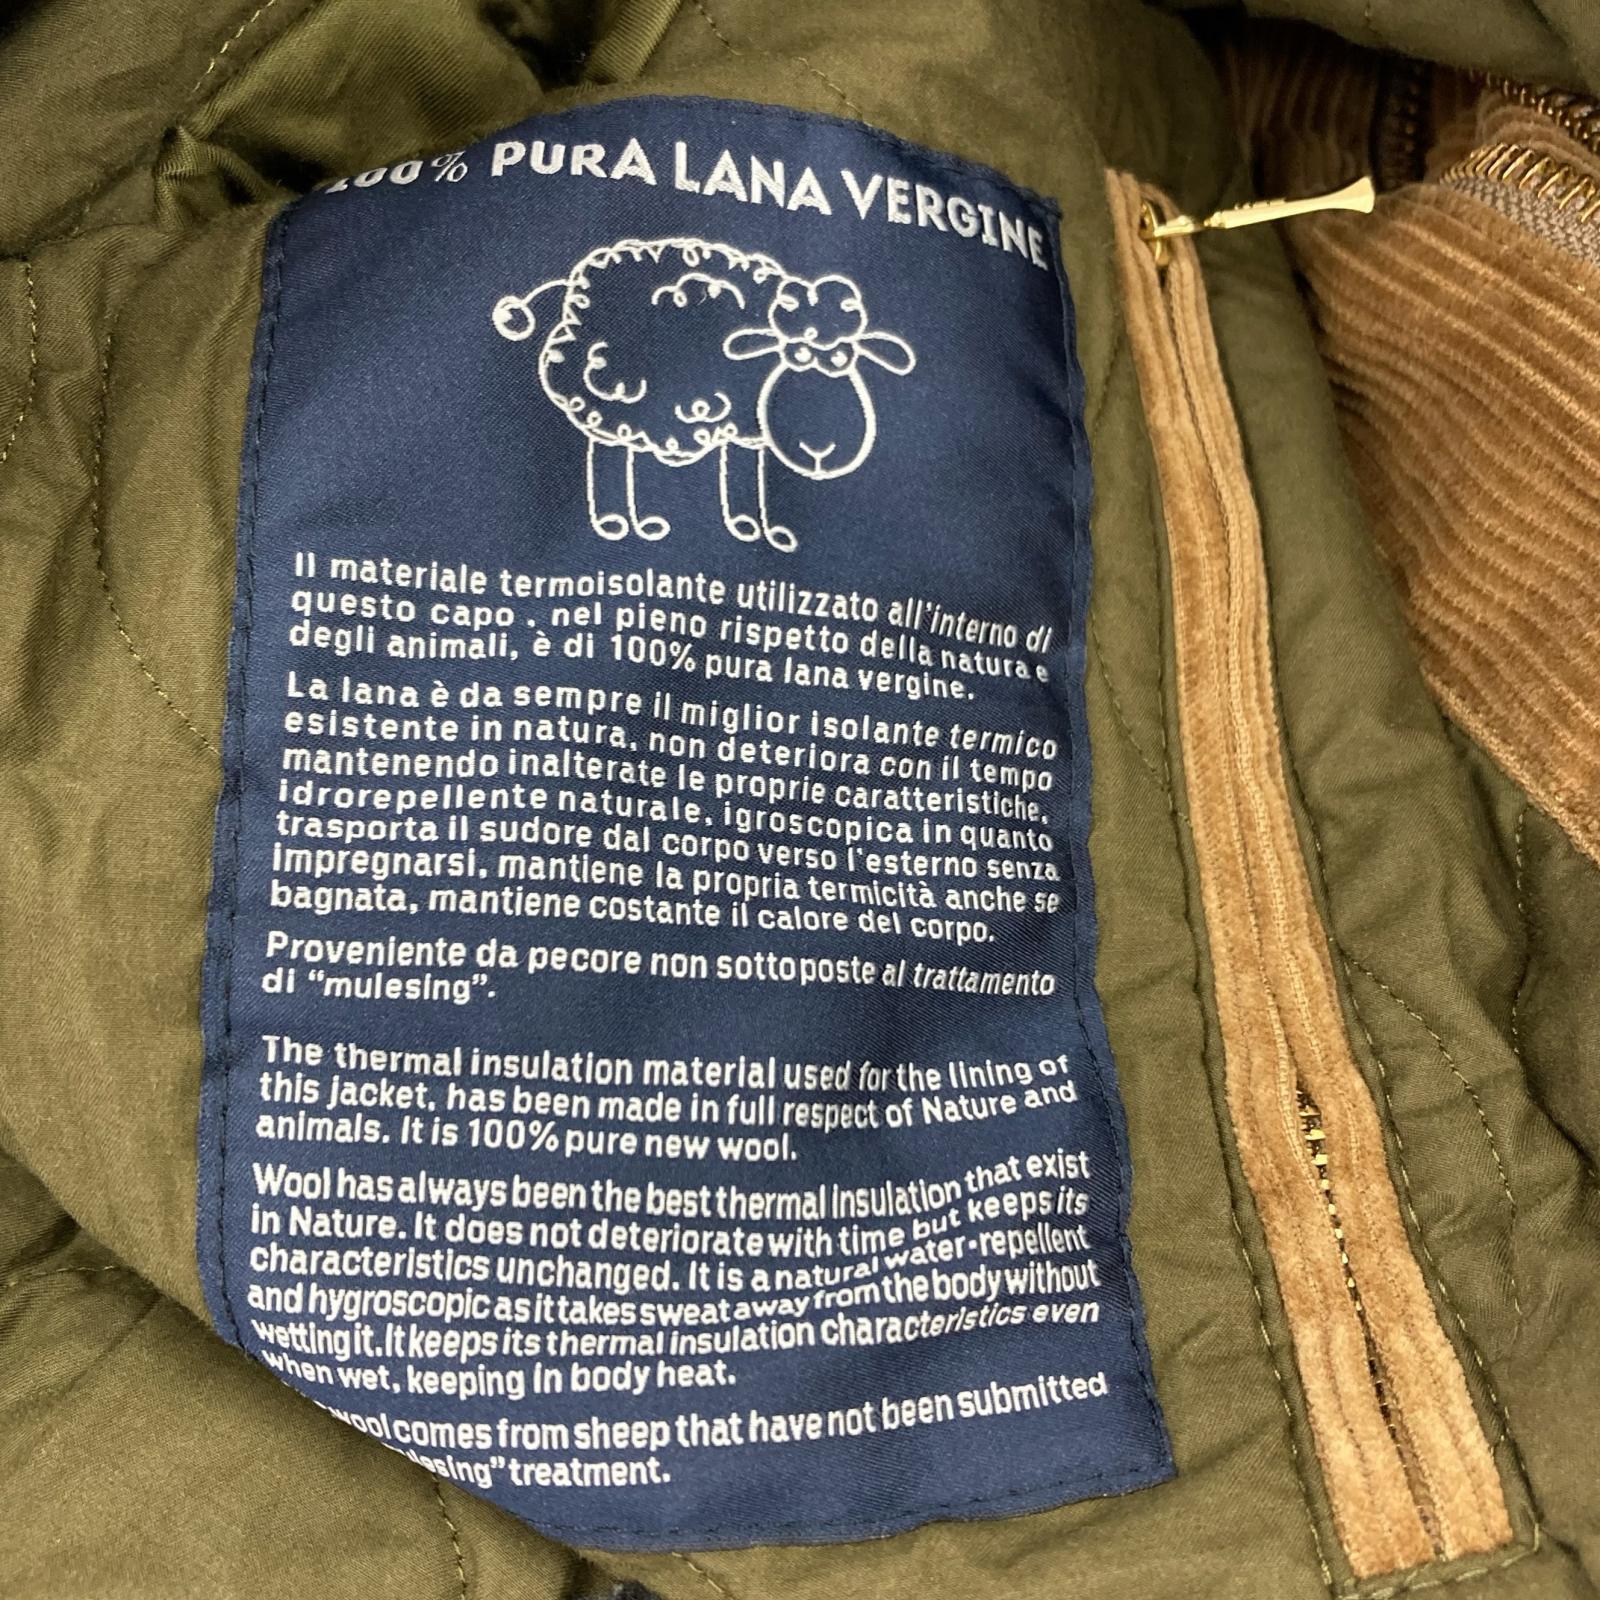 100% PURA LANA VERGINE
Il materiale termoisolante utilizzato all'interno di
questo capo , nel pieno rispetto della natura e
degli animali, è di 100% pura lana vergine.
La lana è da sempre il miglior isolante termico
esistente in natura, non deteriora con il tempo
mantenendo inalterate le proprie caratteristiche,
idrorepellente naturale, igroscopica in quanto
trasporta il sudore dal corpo verso l'esterno senza
impregnarsi, mantiene la propria termicità anche se
bagnata, mantiene costante il calore del corpo.
Proveniente da pecore non sottoposte al trattamento
di "mulesing".
The thermal insulation material used for the lining of
this jacket, has been made in full respect of Nature and
animals. It is 100% pure new wool.
Wool has always been the best thermal insulation that exist
in Nature. It does not deteriorate with time but keeps its
characteristics unchanged. It is a natural water-repellent
and hygroscopic as it takes sweat away from the body without
wetting it. It keeps its thermal insulation characteristics even
when wet, keeping in body heat.
wool comes from sheep that have not been submitted
treatment.